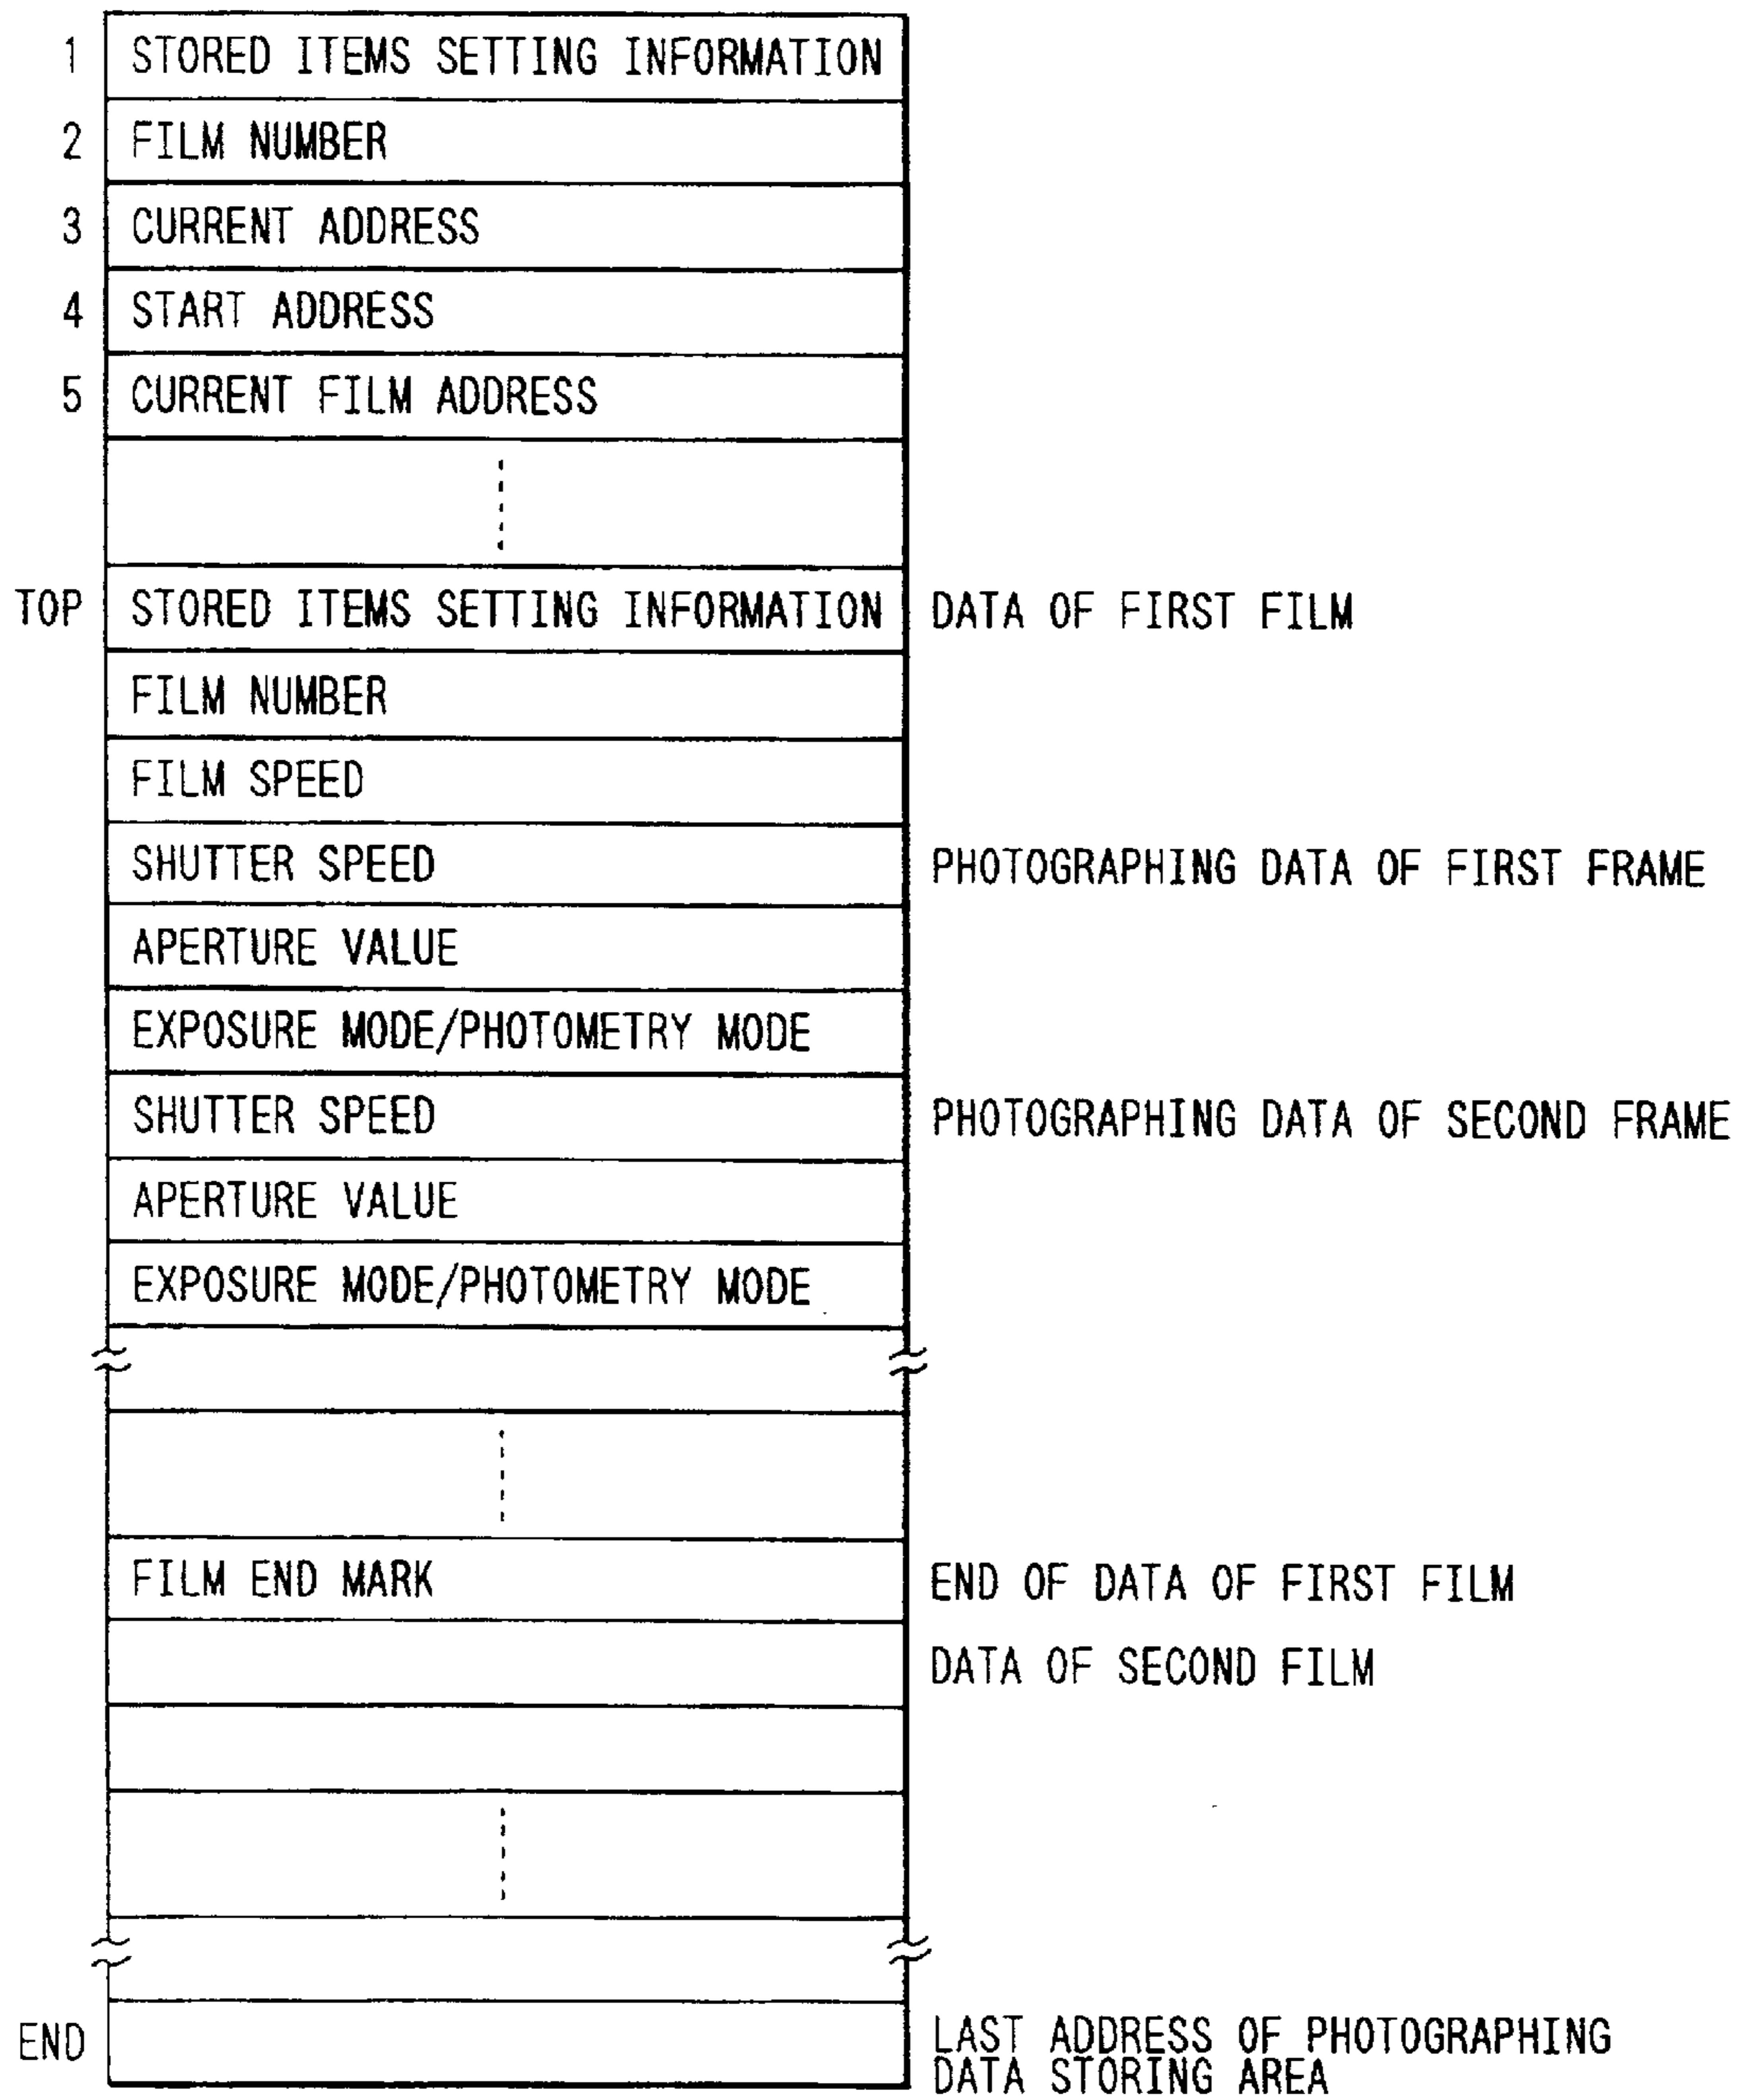 1 STORED ITEMS SETTING INFORMATION
2 FILM NUMBER
3 CURRENT ADDRESS
4 START ADDRESS
5 CURRENT FILM ADDRESS
TOP STORED ITEMS SETTING INFORMATION DATA OF FIRST FILM
FILM NUMBER
FILM SPEED
SHUTTER SPEED PHOTOGRAPHING DATA OF FIRST FRAME
APERTURE VALUE
EXPOSURE MODE/PHOTOMETRY MODE
SHUTTER SPEED PHOTOGRAPHING DATA OF SECOND FRAME
APERTURE VALUE
EXPOSURE MODE/PHOTOMETRY MODE
FILM END MARK END OF DATA OF FIRST FILM
DATA OF SECOND FILM
END LAST ADDRESS OF PHOTOGRAPHING
DATA STORING AREA